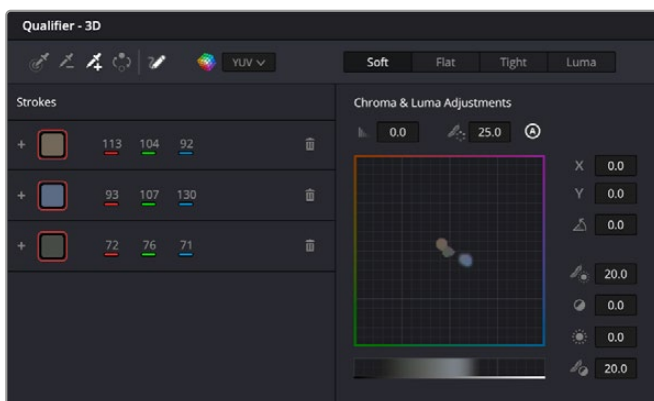 Qualifier - 3D
YUV Soft Flat Tight Luma
Strokes Chroma & Luma Adjustments
0.0 25.0 A
+ 113 104 92
X 0.0
+ 93 107 130
Y 0.0
0.0
+ 72 76 71
20.0
0.0
0.0
20.0